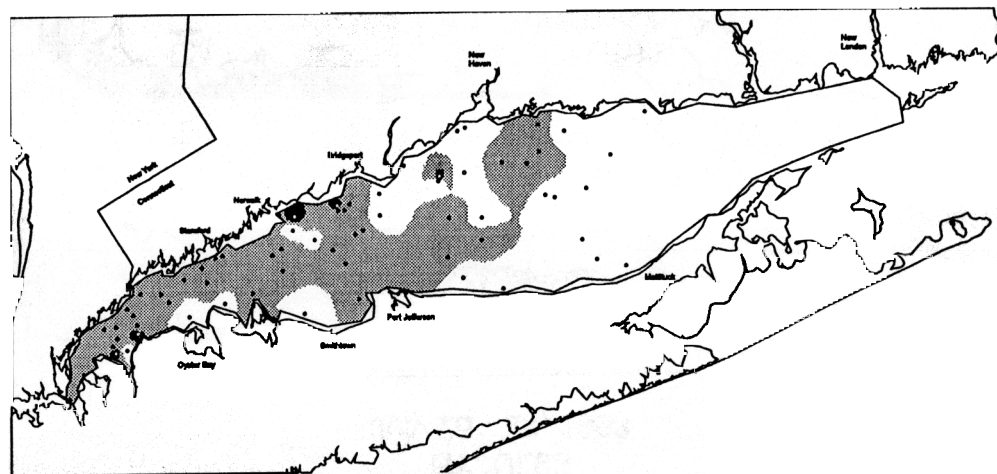 New
London
New
Haven
Bridgeport
New York
Connecticut
Norwalk
Stamford
Mattituck
Port Jefferson
Smithtown
Oyster Bay